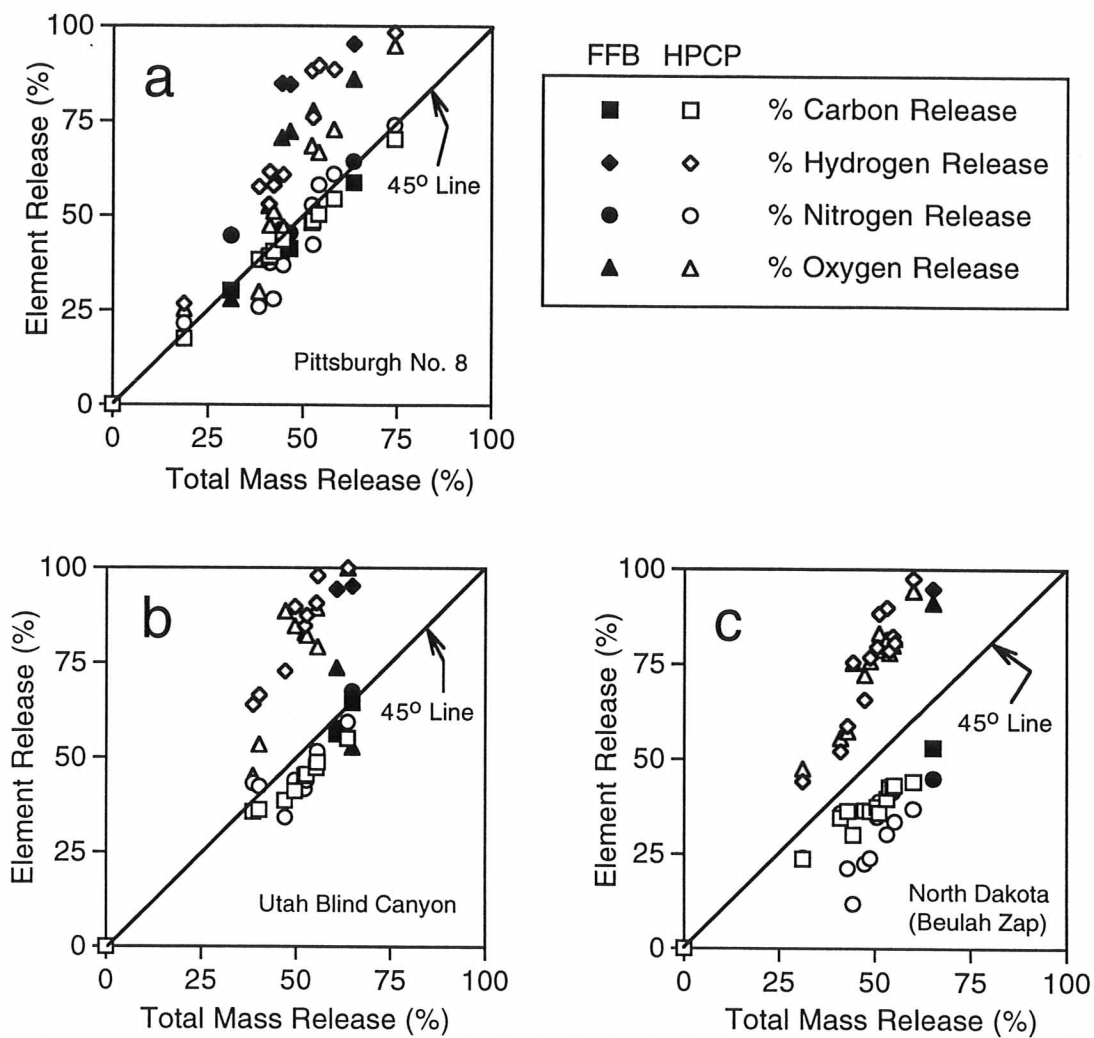 a
Element Release (%)
100
75
50
25
0
45° Line
Pittsburgh No. 8
0 25 50 75 100
Total Mass Release (%)
FFB HPCP
% Carbon Release
% Hydrogen Release
% Nitrogen Release
% Oxygen Release
b
Element Release (%)
100
75
50
25
0
45° Line
Utah Blind Canyon
0 25 50 75 100
Total Mass Release (%)
c
Element Release (%)
100
75
50
25
0
45° Line
North Dakota
(Beulah Zap)
0 25 50 75 100
Total Mass Release (%)